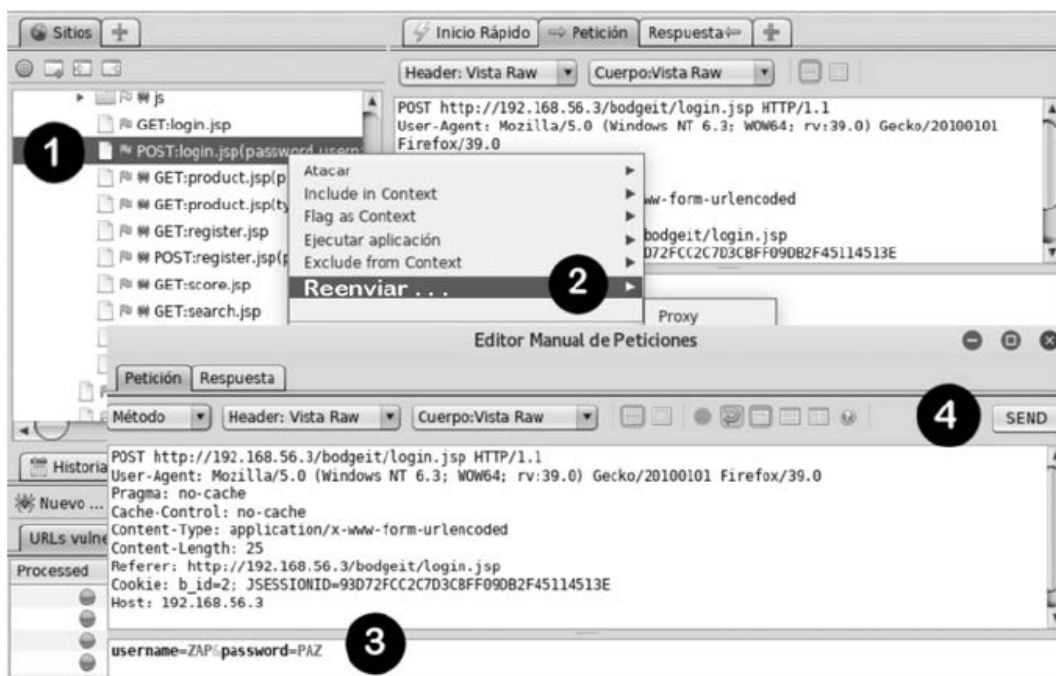 Sitios
Inicio Rápido
Petición
Respuesta
Header: Vista Raw
Cuerpo:Vista Raw
js
GET:login.jsp
1
POST:login.jsp(password,usern
GET:product.jsp(p
GET:product.jsp(ty
GET:register.jsp
POST:register.jsp(p
GET:score.jsp
GET:search.jsp
POST http://192.168.56.3/bodgeit/login.jsp HTTP/1.1
User-Agent: Mozilla/5.0 (Windows NT 6.3; WOW64; rv:39.0) Gecko/20100101
Firefox/39.0
ww-form-urlencoded
bodgeit/login.jsp
D72FCC2C7D3CBFF09DB2F45114513E
Atacar
Include in Context
Flag as Context
Ejecutar aplicación
Exclude from Context
Reenviar . . .
2
Proxy
Editor Manual de Peticiones
Petición
Respuesta
Método
Header: Vista Raw
Cuerpo:Vista Raw
4
SEND
POST http://192.168.56.3/bodgeit/login.jsp HTTP/1.1
User-Agent: Mozilla/5.0 (Windows NT 6.3; WOW64; rv:39.0) Gecko/20100101 Firefox/39.0
Pragma: no-cache
Cache-Control: no-cache
Content-Type: application/x-www-form-urlencoded
Content-Length: 25
Referer: http://192.168.56.3/bodgeit/login.jsp
Cookie: b_id=2; JSESSIONID=93D72FCC2C7D3CBFF09DB2F45114513E
Host: 192.168.56.3
username=ZAP&password=PAZ
3
Historia
Nuevo ...
URLs vulne
Processed